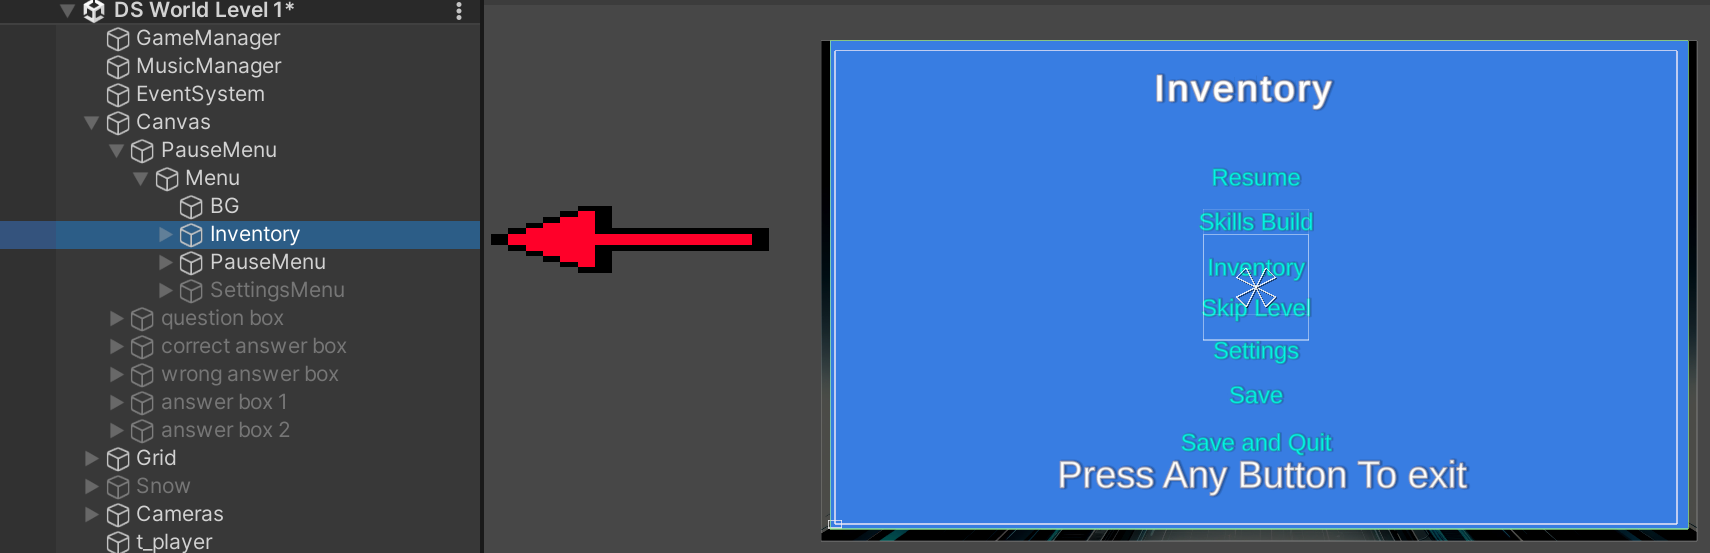 DS World Level 1*
GameManager
MusicManager
EventSystem
Canvas
PauseMenu
Menu
BG
Inventory
PauseMenu
SettingsMenu
question box
correct answer box
wrong answer box
answer box 1
answer box 2
Grid
Snow
Cameras
t_player
Inventory
Resume
Skills Build
Inventory
Skip Level
Settings
Save
Save and Quit
Press Any Button To exit